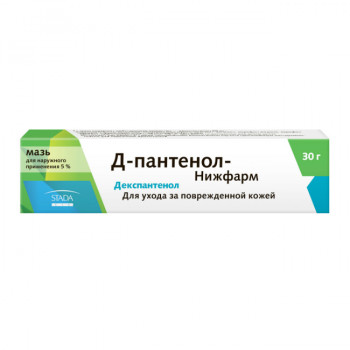 мазь
для наружного
применения 5 %
Д-пантенол-
Нижфарм
30 г
Декспантенол
Для ухода за поврежденной кожей
STADA